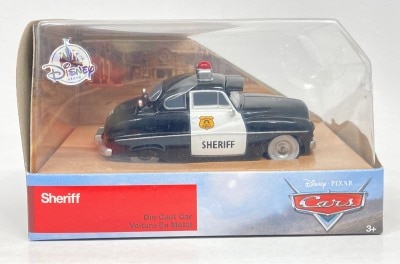 Disney
SHERIFF
Sheriff
Die Cast Car
Voiture En Métal
Disney · PIXAR
Cars
3+